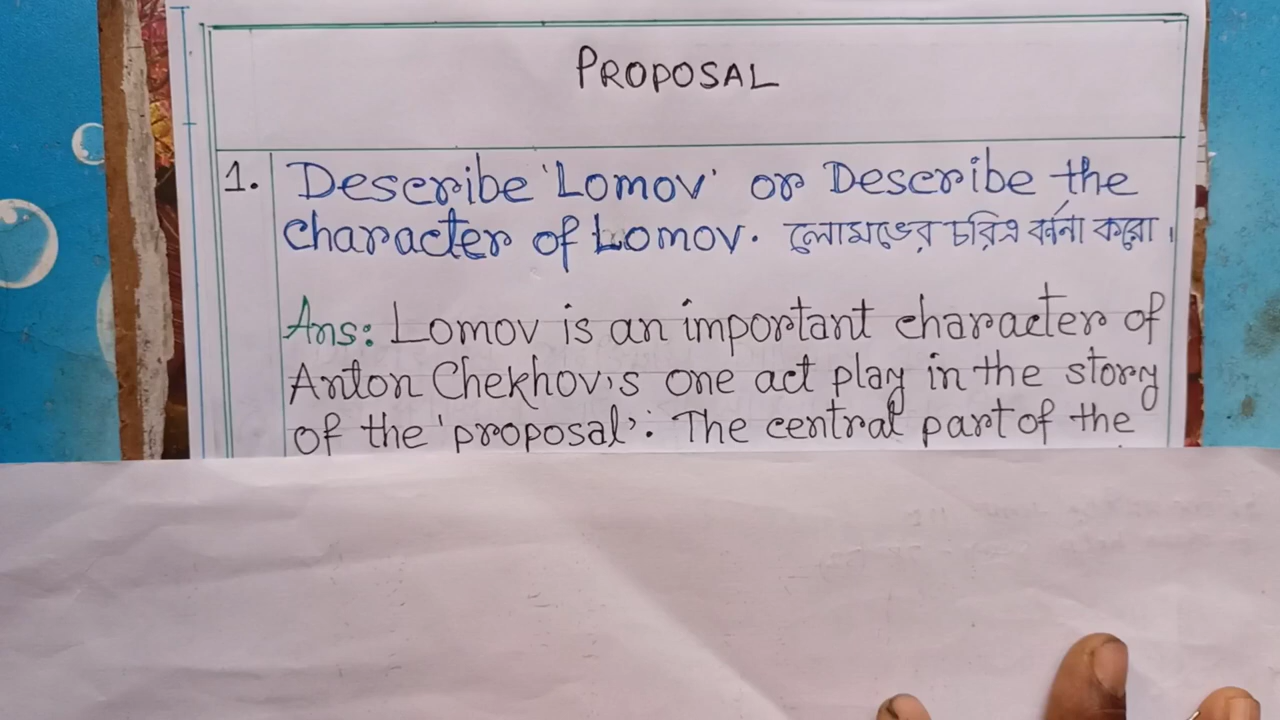 PROPOSAL
1. Describe 'Lomov' or Describe the
character of Lomov. লোমভের চরিত্র বর্ননা করো।
Ans: Lomov is an important character of
Anton Chekhov's one act play in the story
of the 'proposal'. The central part of the